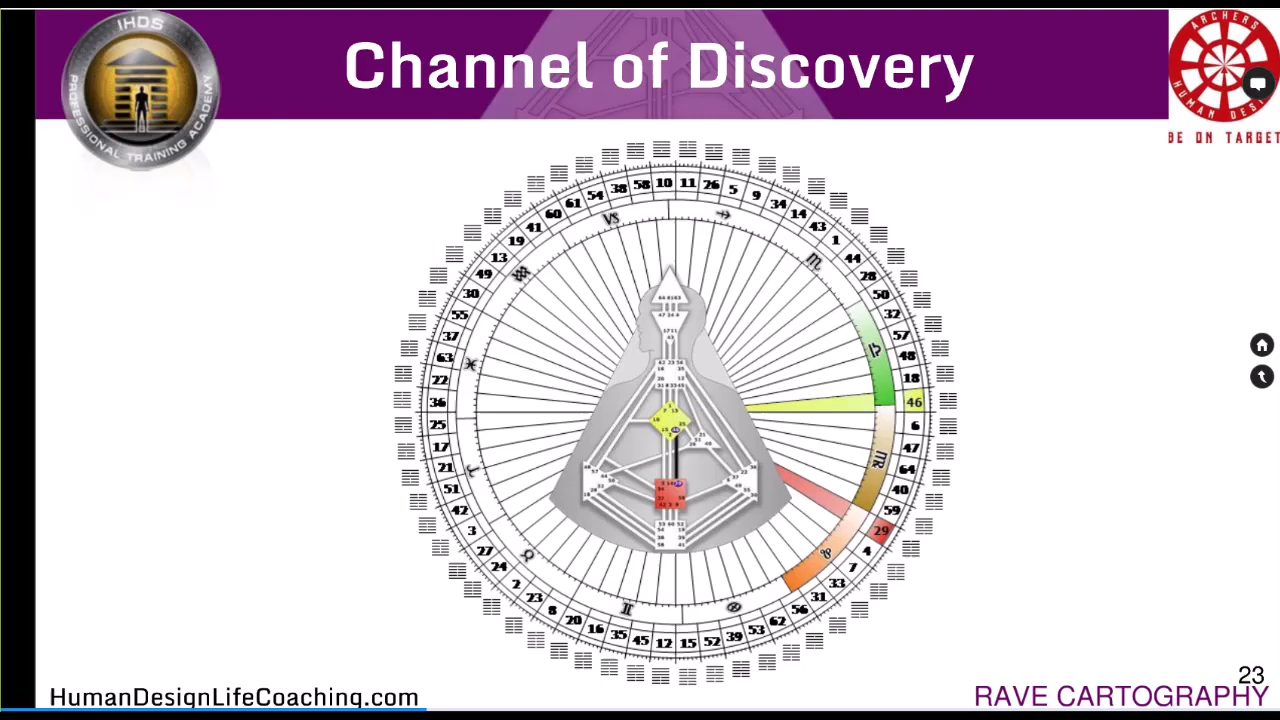 IHDS
PROFESSIONAL TRAINING ACADEMY
Channel of Discovery
ARCHERS
HUMAN DESI
BE ON TARGET
10 11 26 5 9 34 14 43 1 44 28 50 32 57 48 18 46 6 47 64 40 59 29 4 7 33 31 56 62 53 39 52 15 12 45 35 16 20 8 23 2 24 27 3 42 51 21 17 25 36 22 63 37 55 30 49 13 19 41 60 61 54 38 58
23
HumanDesignLifeCoaching.com
RAVE CARTOGRAPHY